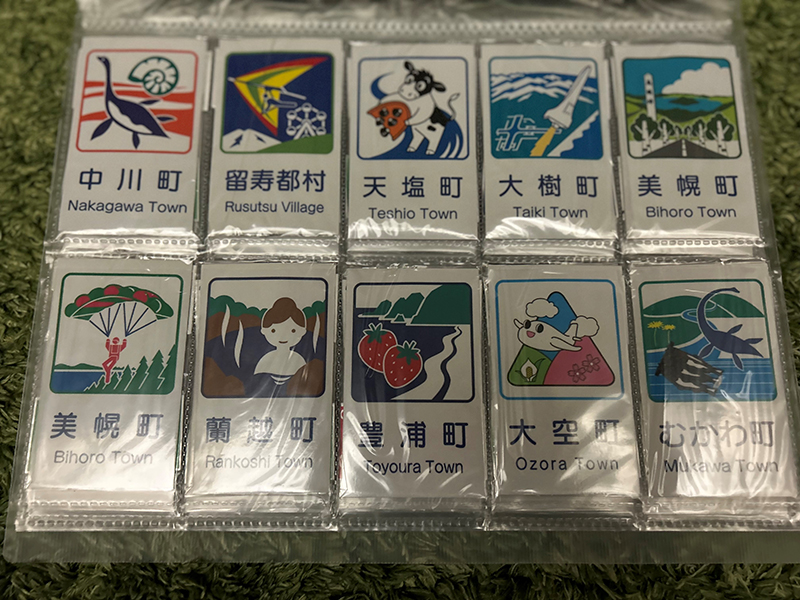 中川町
Nakagawa Town
留寿都村
Rusutsu Village
天塩町
Teshio Town
大樹町
Taiki Town
美幌町
Bihoro Town
美幌町
Bihoro Town
蘭越町
Rankoshi Town
豊浦町
Toyoura Town
大空町
Ozora Town
むかわ町
Mukawa Town